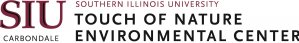 SIU
CARBONDALE
SOUTHERN ILLINOIS UNIVERSITY
TOUCH OF NATURE
ENVIRONMENTAL CENTER